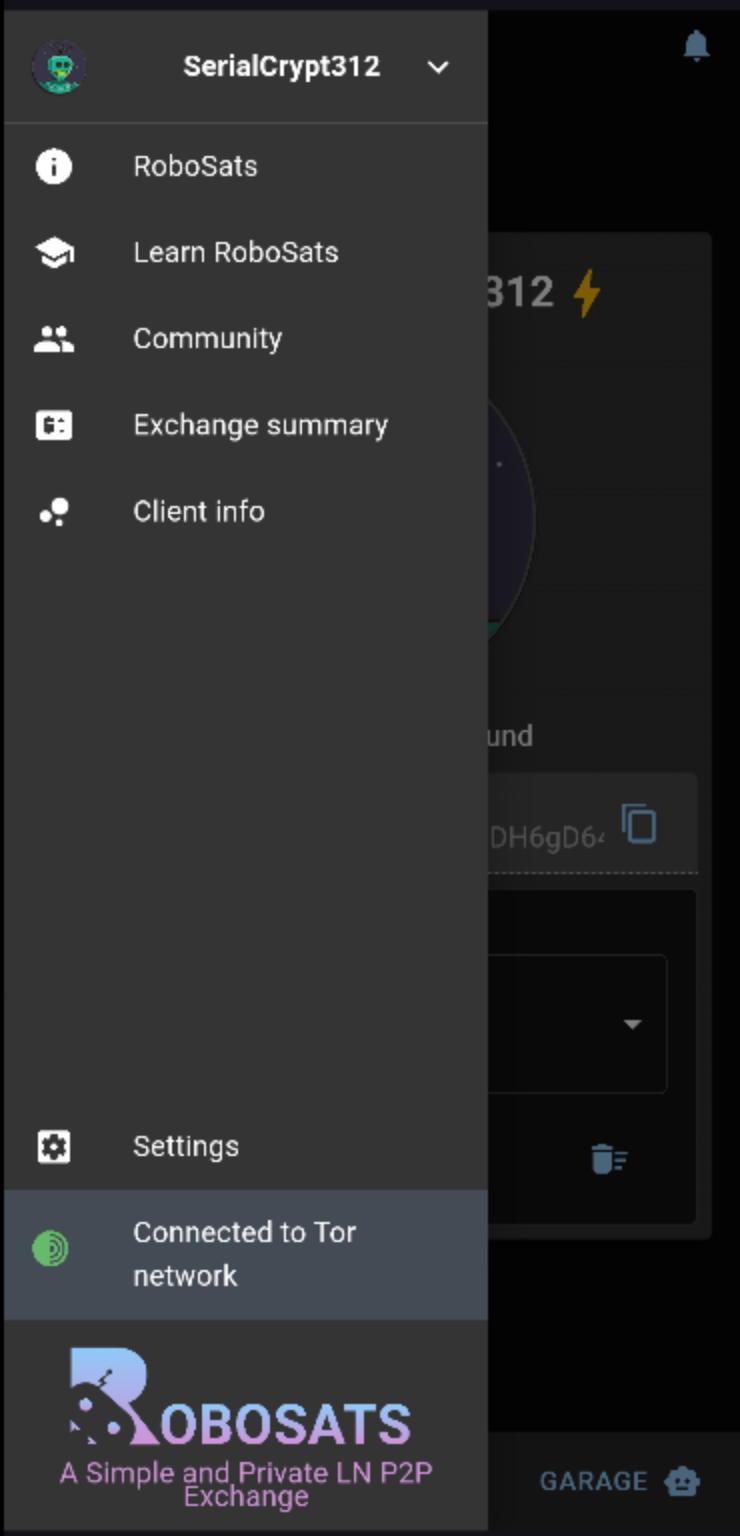 SerialCrypt312
RoboSats
Learn RoboSats
Community
Exchange summary
Client info
312
und
DH6gD64
Settings
Connected to Tor
network
ROBOSATS
A Simple and Private LN P2P
Exchange
GARAGE